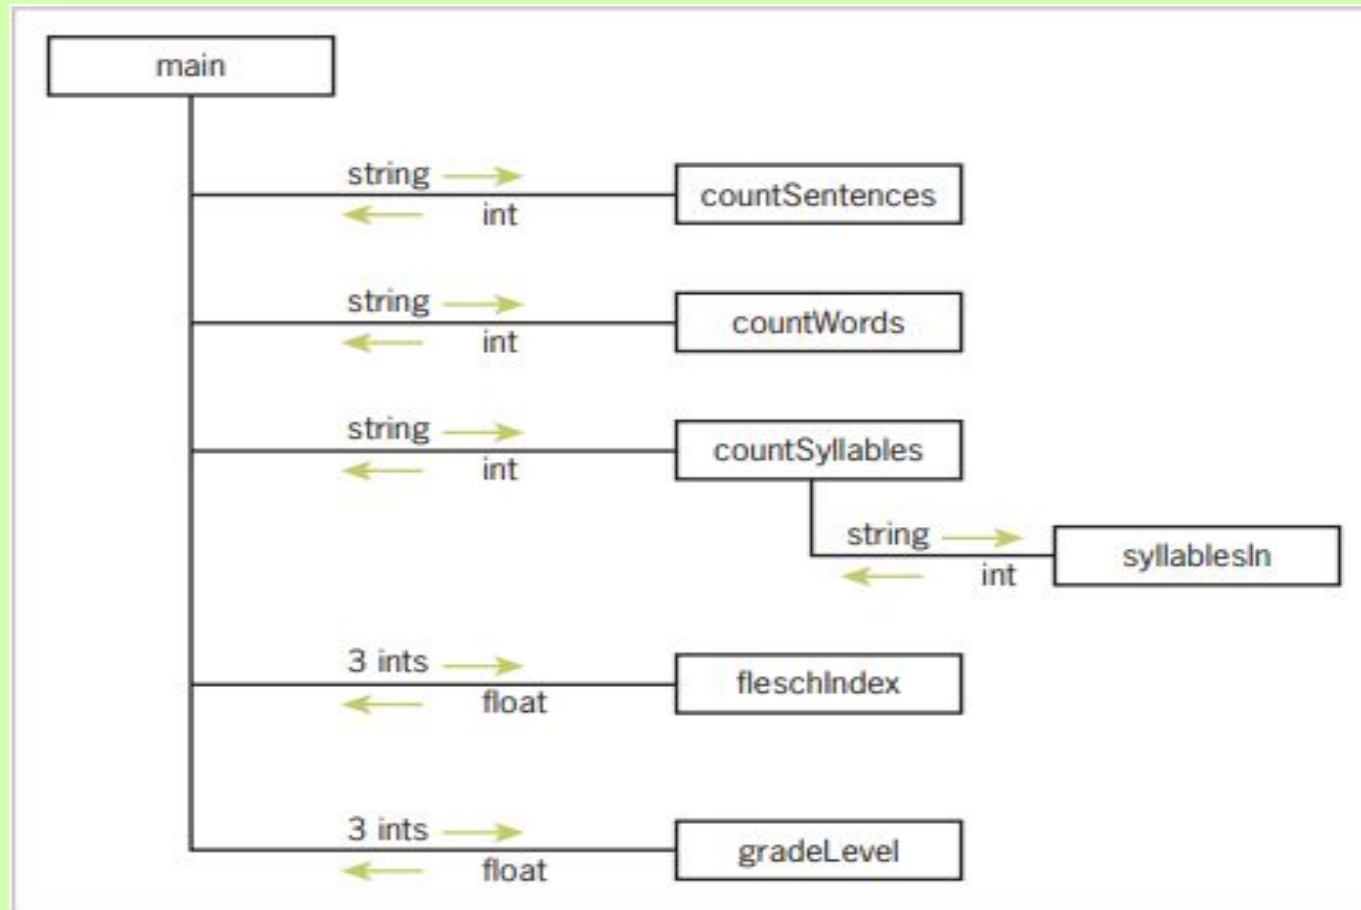 main
string
countSentences
int
string
countWords
int
string
countSyllables
int
string
syllablesIn
int
3 ints
fleschIndex
float
3 ints
gradeLevel
float